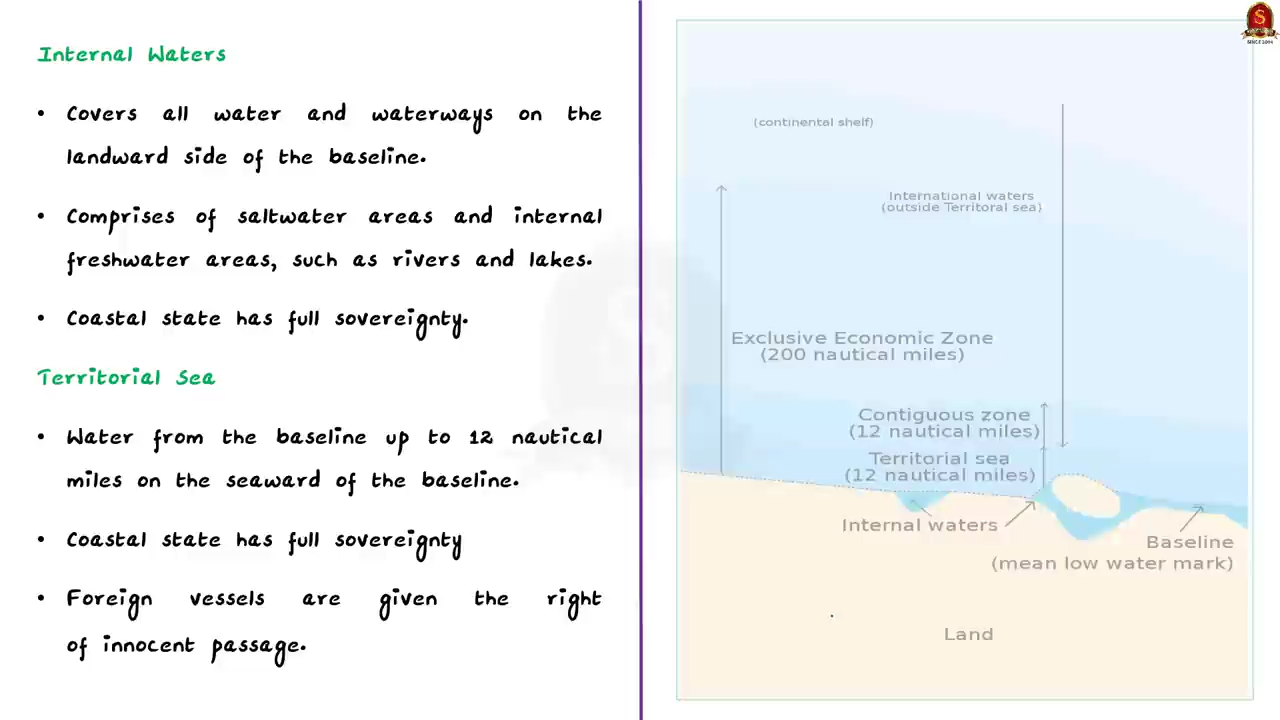 Internal Waters
• Covers all water and waterways on the
landward side of the baseline.
• Comprises of saltwater areas and internal
freshwater areas, such as rivers and lakes.
• Coastal state has full sovereignty.
Territorial Sea
• Water from the baseline up to 12 nautical
miles on the seaward of the baseline.
• Coastal state has full sovereignty
• Foreign vessels are given the right
of innocent passage.
(continental shelf)
International waters
(outside Territoral sea)
Exclusive Economic Zone
(200 nautical miles)
Contiguous zone
(12 nautical miles)
Territorial sea
(12 nautical miles)
Internal waters
Baseline
(mean low water mark)
Land
S
SINCE 2004